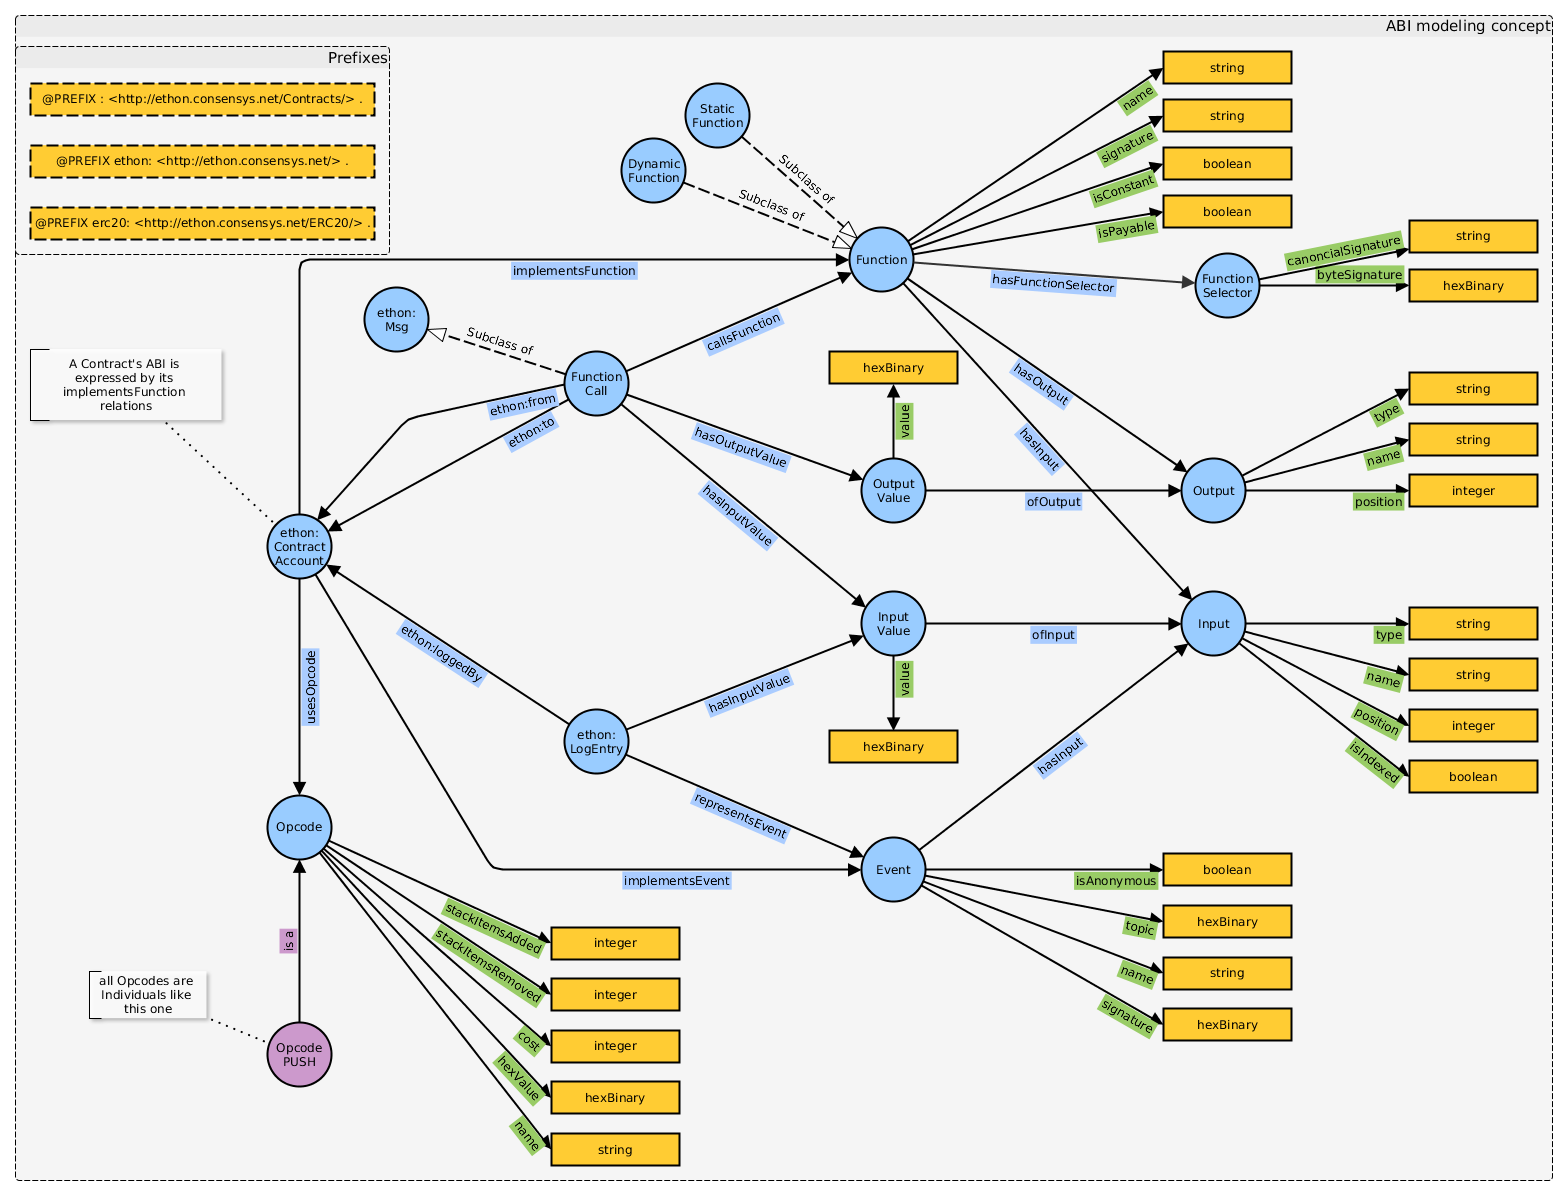 ABI modeling concept
Prefixes
@PREFIX : <http://ethon.consensys.net/Contracts/> .
@PREFIX ethon: <http://ethon.consensys.net/> .
@PREFIX erc20: <http://ethon.consensys.net/ERC20/> .
Static
Function
Dynamic
Function
Subclass of
Subclass of
Function
name
string
signature
string
isConstant
boolean
isPayable
boolean
hasFunctionSelector
Function
Selector
canoncialSignature
string
byteSignature
hexBinary
implementsFunction
ethon:
Msg
Subclass of
Function
Call
callsFunction
ethon:from
ethon:to
A Contract's ABI is
expressed by its
implementsFunction
relations
hexBinary
value
hasOutputValue
hasInputValue
Output
Value
ofOutput
hasOutput
hasInput
Output
type
string
name
string
position
integer
ethon:
Contract
Account
Input
Value
ofInput
Input
type
string
name
string
position
integer
isIndexed
boolean
value
hexBinary
usesOpcode
ethon:loggedBy
hasInputValue
ethon:
LogEntry
representsEvent
hasInput
implementsEvent
Event
isAnonymous
boolean
topic
hexBinary
name
string
signature
hexBinary
Opcode
stackItemsAdded
integer
stackItemsRemoved
integer
cost
integer
hexValue
hexBinary
name
string
is a
all Opcodes are
Individuals like
this one
Opcode
PUSH